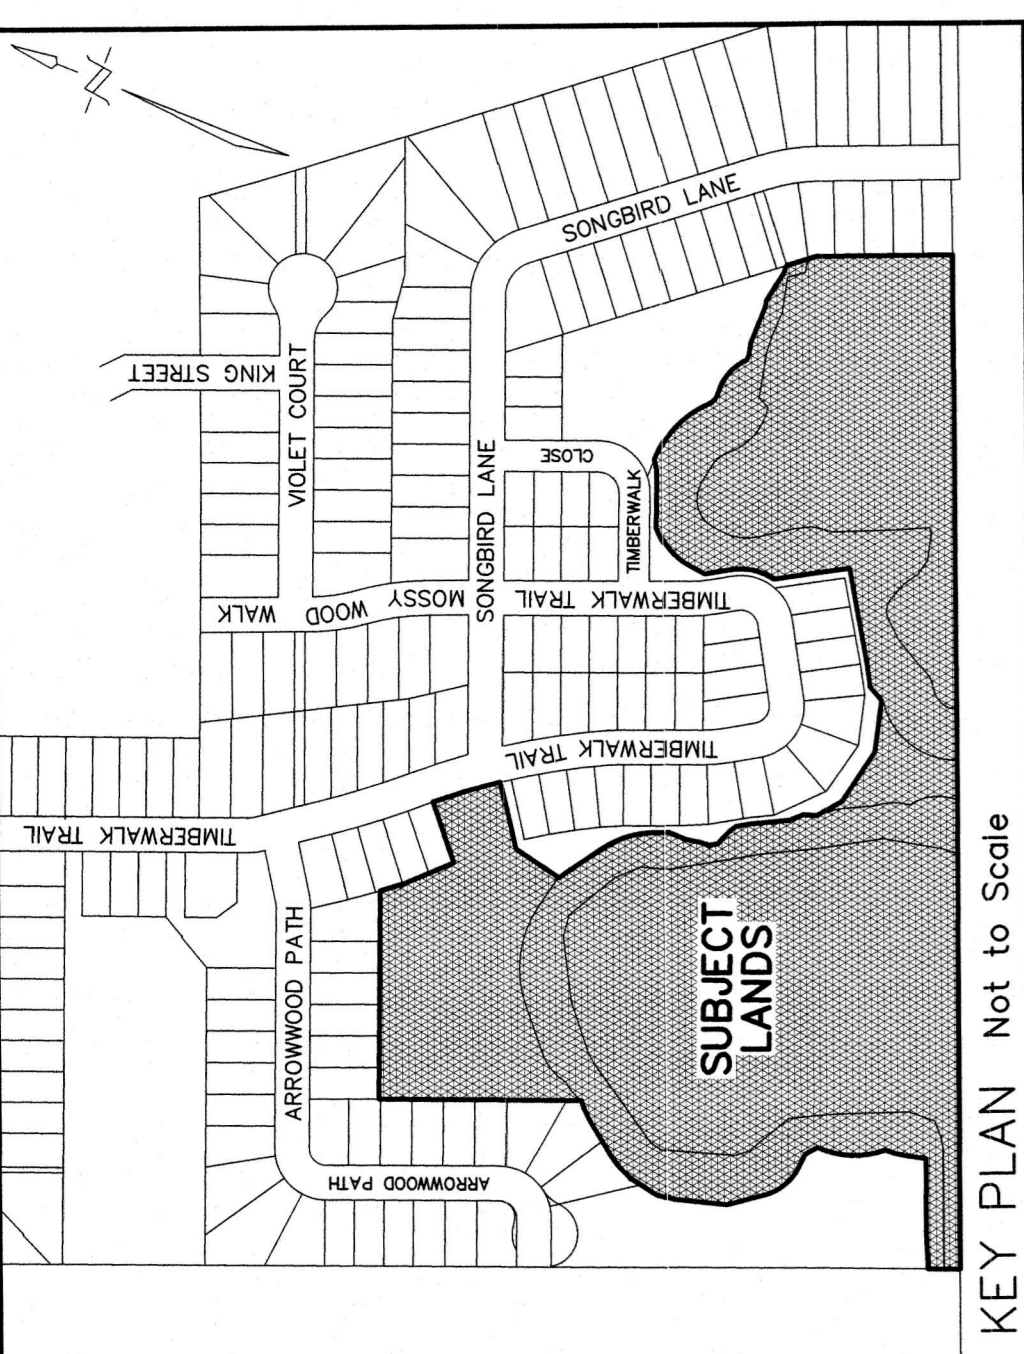 KING STREET
VIOLET COURT
SONGBIRD LANE
SONGBIRD LANE
CLOSE
TIMBERWALK
MOSSY WOOD WALK
TIMBERWALK TRAIL
TIMBERWALK TRAIL
TIMBERWALK TRAIL
ARROWWOOD PATH
ARROWWOOD PATH
SUBJECT
LANDS
KEY PLAN Not to Scale
N